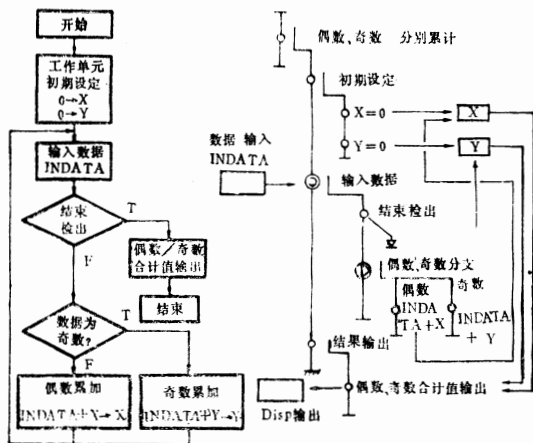 开始
工作单元
初期设定
0→X
0→Y
输入数据
INDATA
结束
检出
T
F
偶数/奇数
合计值输出
结束
数据为
奇数?
T
F
偶数累加
INDATA+X→X
奇数累加
INDATA+Y→Y
偶数、奇数 分别累计
初期设定
X=0
X
Y=0
Y
数据 输入
INDATA
输入数据
结束检出
偶数、奇数分支
偶数
INDA
TA+X
奇数
INDATA
+ Y
结果输出
偶数、奇数合计值输出
Disp输出